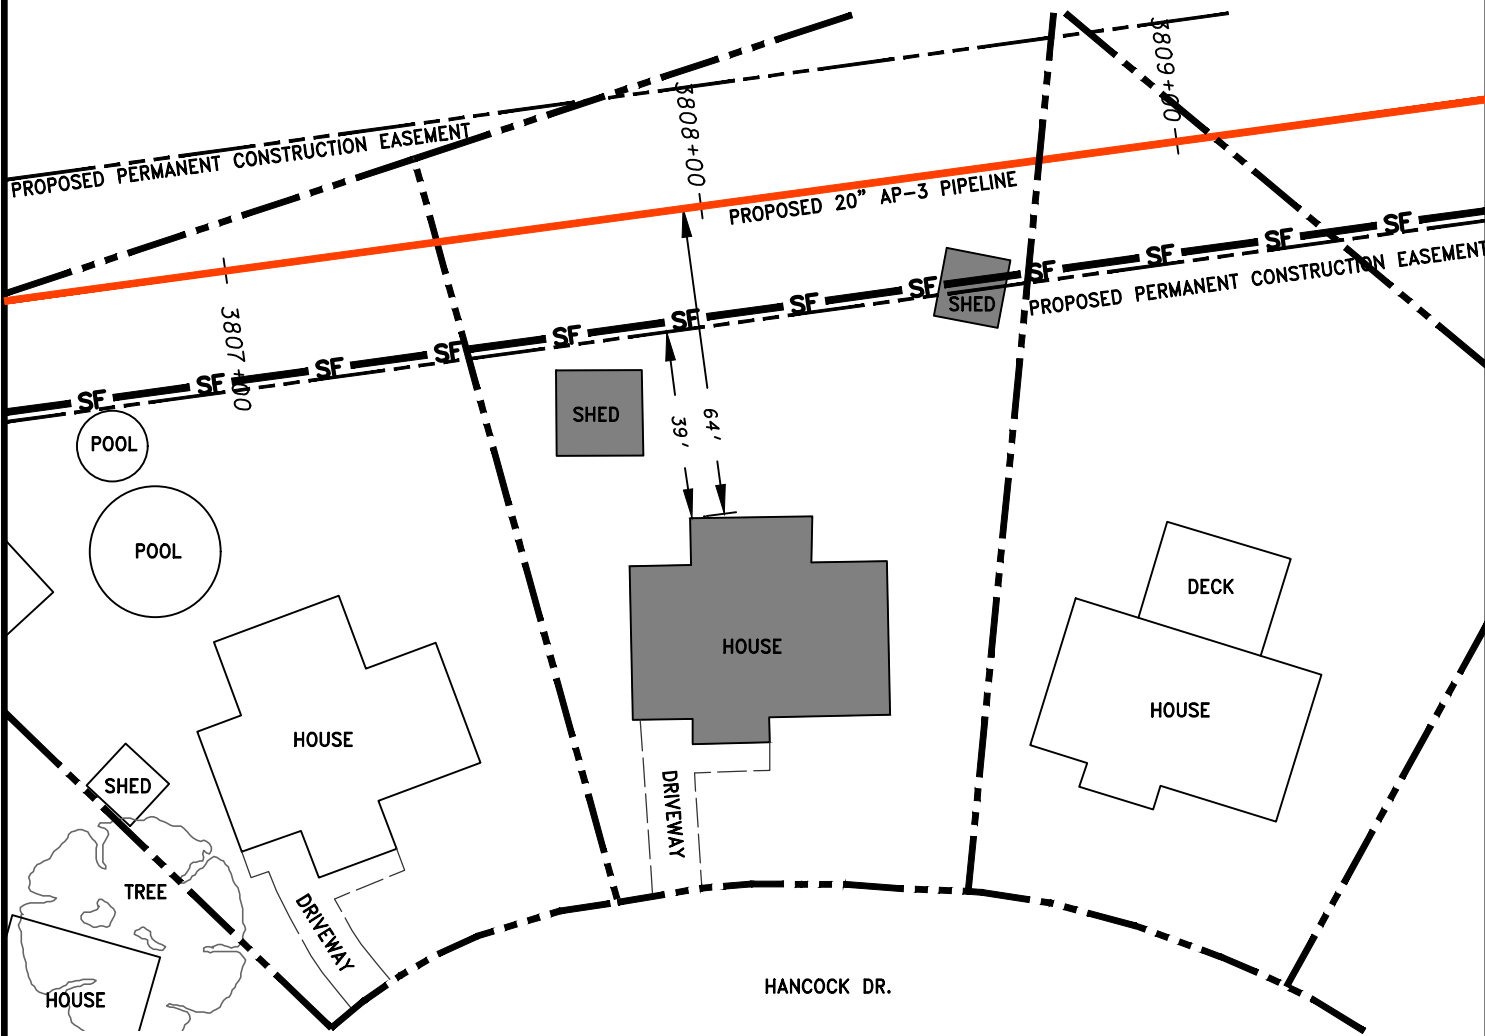 3809+00
3808+00
PROPOSED PERMANENT CONSTRUCTION EASEMENT
PROPOSED 20” AP-3 PIPELINE
SF SF SF SF SF SF SF SF SF SF SF SF
PROPOSED PERMANENT CONSTRUCTION EASEMENT
SHED
3807+00
SHED
39'
64'
POOL
POOL
DECK
HOUSE
HOUSE
HOUSE
SHED
DRIVEWAY
TREE
DRIVEWAY
HOUSE
HANCOCK DR.